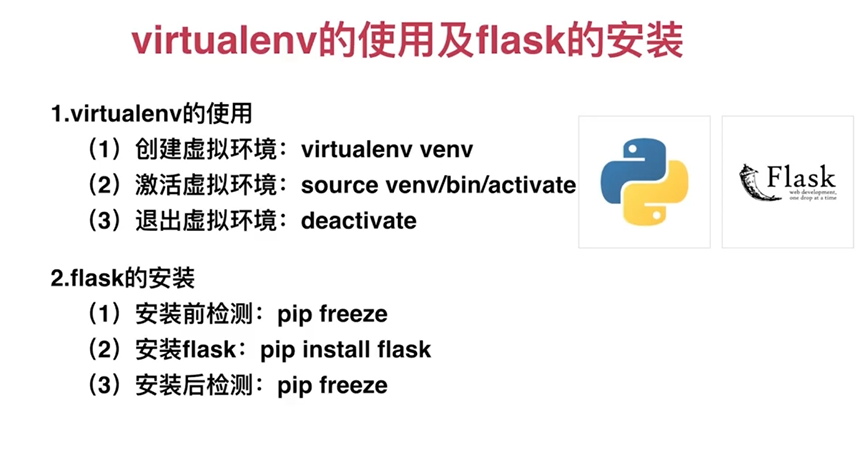 virtualenv的使用及flask的安装
1.virtualenv的使用
（1）创建虚拟环境：virtualenv venv
（2）激活虚拟环境：source venv/bin/activate
（3）退出虚拟环境：deactivate
Flask
web development,
one drop at a time
2.flask的安装
（1）安装前检测：pip freeze
（2）安装flask：pip install flask
（3）安装后检测：pip freeze